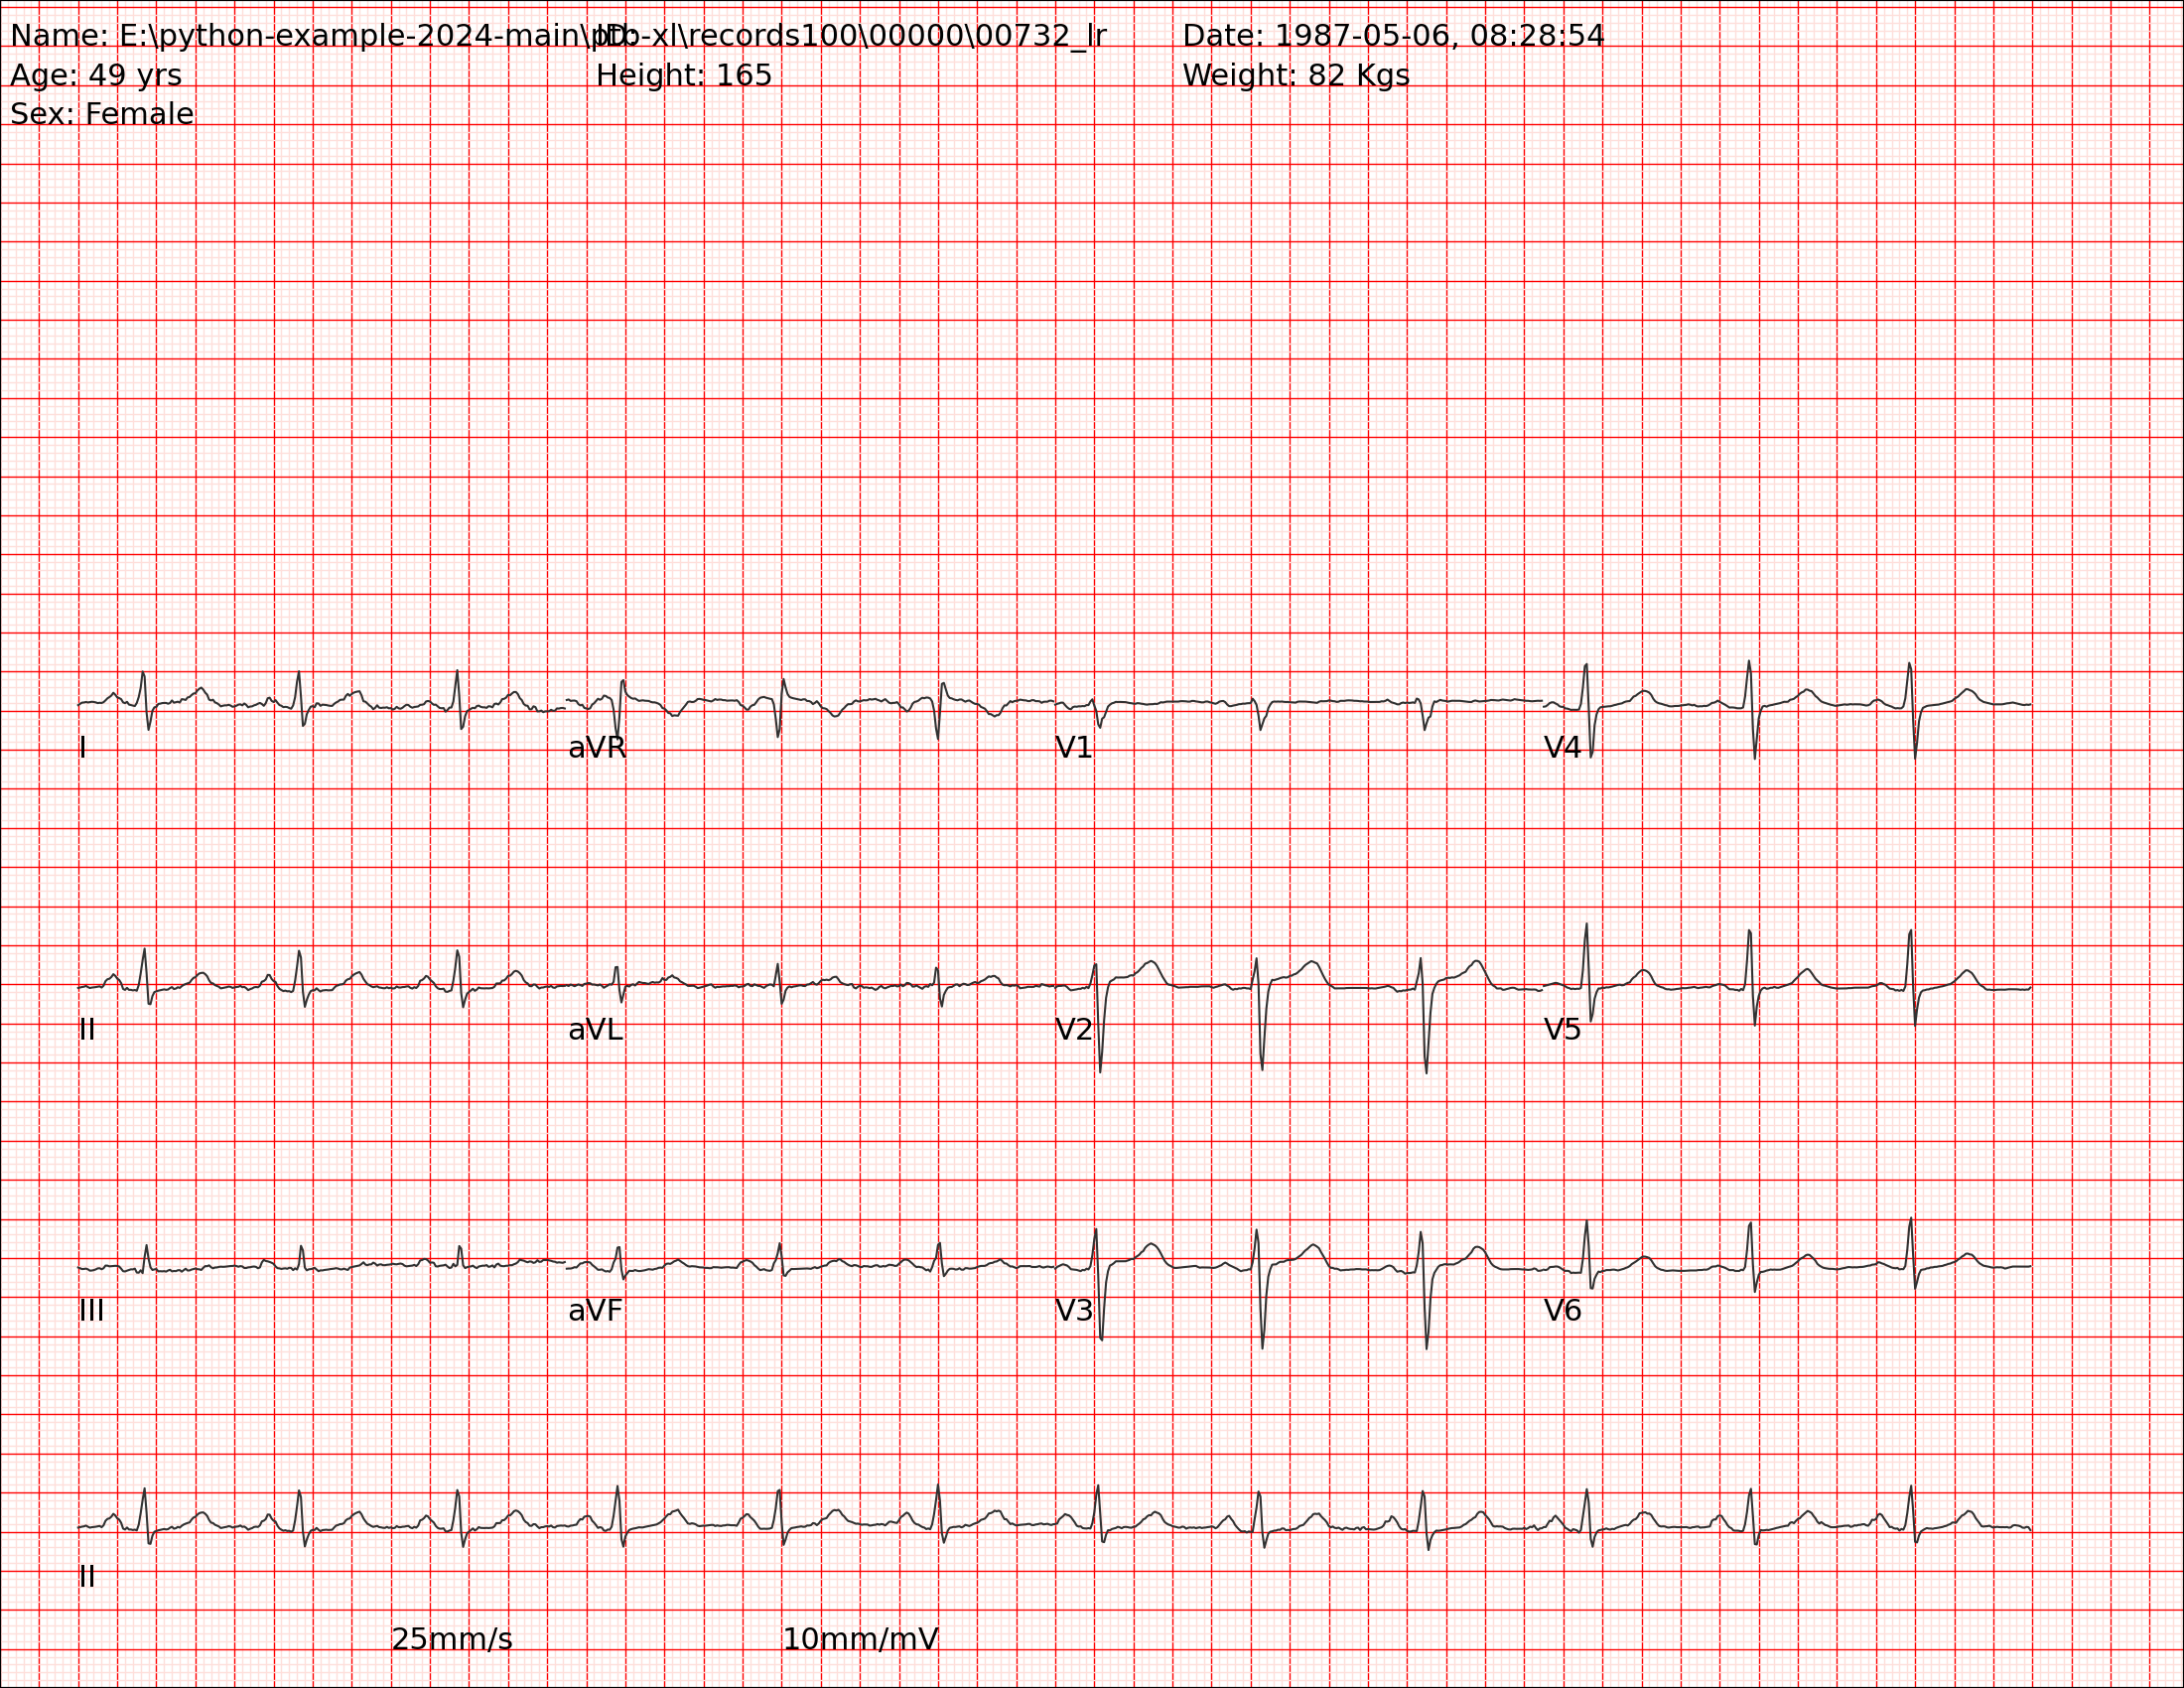 Name: E:\python-example-2024-main\ptb-xl\records100\00000\00732_lr ID: Date: 1987-05-06, 08:28:54
Age: 49 yrs Height: 165 Weight: 82 Kgs
Sex: Female
I aVR V1 V4
II aVL V2 V5
III aVF V3 V6
II
25mm/s 10mm/mV